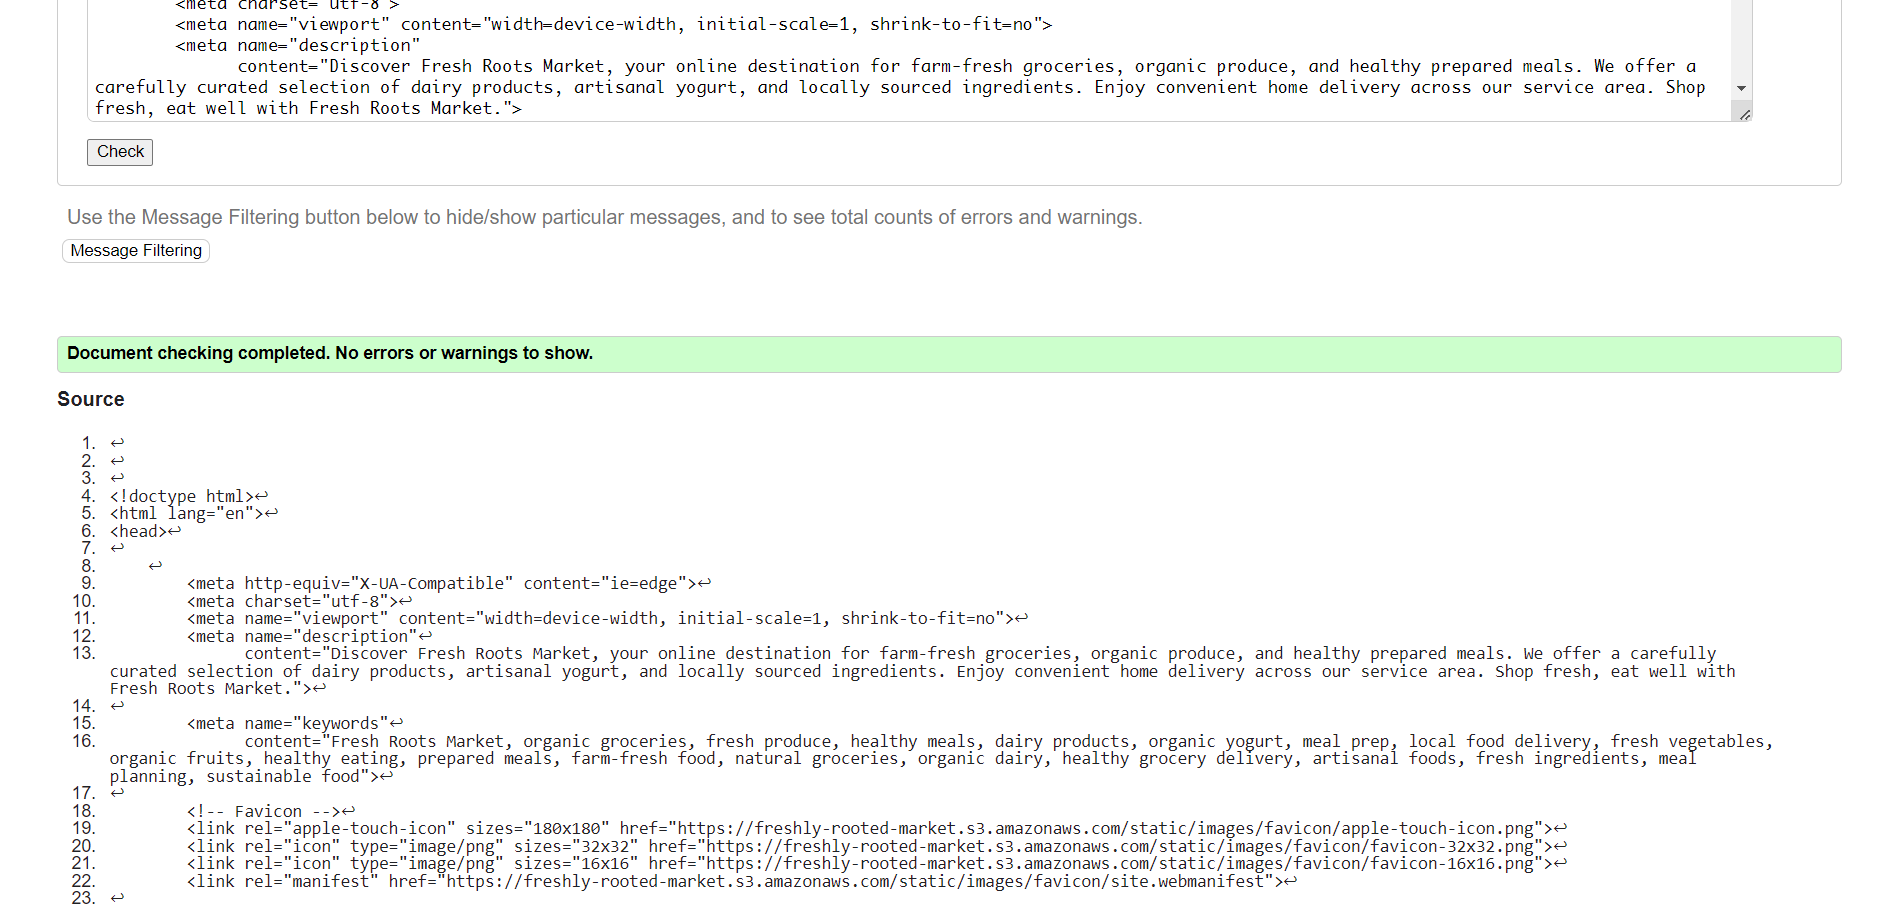 <meta charset="utf-8">
<meta name="viewport" content="width=device-width, initial-scale=1, shrink-to-fit=no">
<meta name="description"
content="Discover Fresh Roots Market, your online destination for farm-fresh groceries, organic produce, and healthy prepared meals. We offer a
carefully curated selection of dairy products, artisanal yogurt, and locally sourced ingredients. Enjoy convenient home delivery across our service area. Shop
fresh, eat well with Fresh Roots Market.">
Check
Use the Message Filtering button below to hide/show particular messages, and to see total counts of errors and warnings.
Message Filtering
Document checking completed. No errors or warnings to show.
Source
1. ↩
2. ↩
3. ↩
4. <!doctype html>↩
5. <html lang="en">↩
6. <head>↩
7. ↩
8. ↩
9. <meta http-equiv="X-UA-Compatible" content="ie=edge">↩
10. <meta charset="utf-8">↩
11. <meta name="viewport" content="width=device-width, initial-scale=1, shrink-to-fit=no">↩
12. <meta name="description"↩
13. content="Discover Fresh Roots Market, your online destination for farm-fresh groceries, organic produce, and healthy prepared meals. We offer a carefully
curated selection of dairy products, artisanal yogurt, and locally sourced ingredients. Enjoy convenient home delivery across our service area. Shop fresh, eat well with
Fresh Roots Market.">↩
14. ↩
15. <meta name="keywords"↩
16. content="Fresh Roots Market, organic groceries, fresh produce, healthy meals, dairy products, organic yogurt, meal prep, local food delivery, fresh vegetables,
organic fruits, healthy eating, prepared meals, farm-fresh food, natural groceries, organic dairy, healthy grocery delivery, artisanal foods, fresh ingredients, meal
planning, sustainable food">↩
17. ↩
18. <!-- Favicon -->↩
19. <link rel="apple-touch-icon" sizes="180x180" href="https://freshly-rooted-market.s3.amazonaws.com/static/images/favicon/apple-touch-icon.png">↩
20. <link rel="icon" type="image/png" sizes="32x32" href="https://freshly-rooted-market.s3.amazonaws.com/static/images/favicon/favicon-32x32.png">↩
21. <link rel="icon" type="image/png" sizes="16x16" href="https://freshly-rooted-market.s3.amazonaws.com/static/images/favicon/favicon-16x16.png">↩
22. <link rel="manifest" href="https://freshly-rooted-market.s3.amazonaws.com/static/images/favicon/site.webmanifest">↩
23. ↩